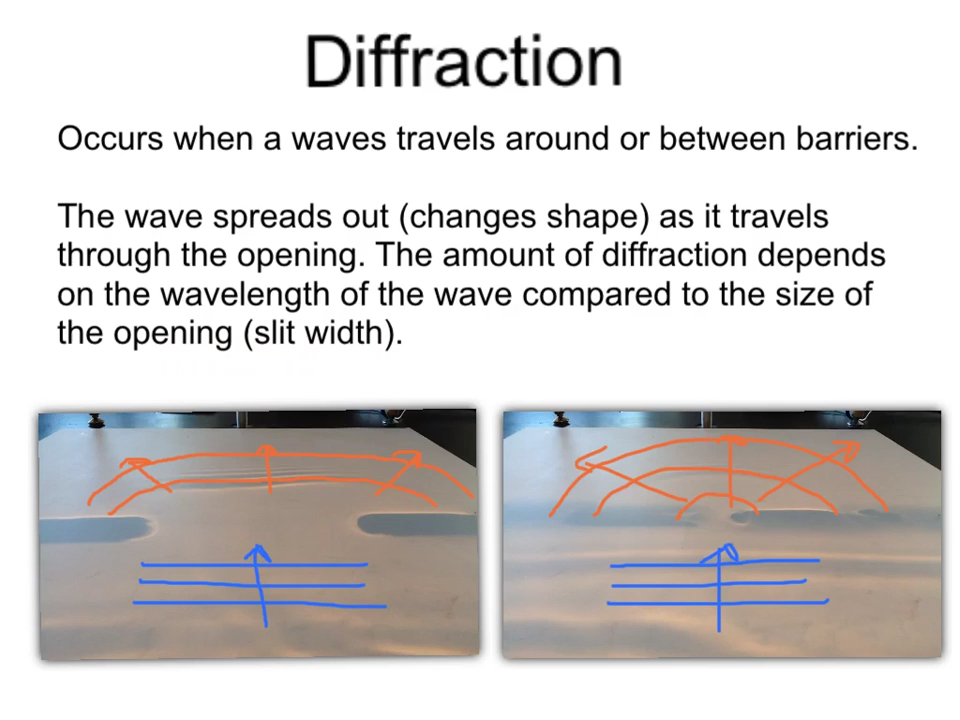 Diffraction
Occurs when a waves travels around or between barriers.
The wave spreads out (changes shape) as it travels
through the opening. The amount of diffraction depends
on the wavelength of the wave compared to the size of
the opening (slit width).